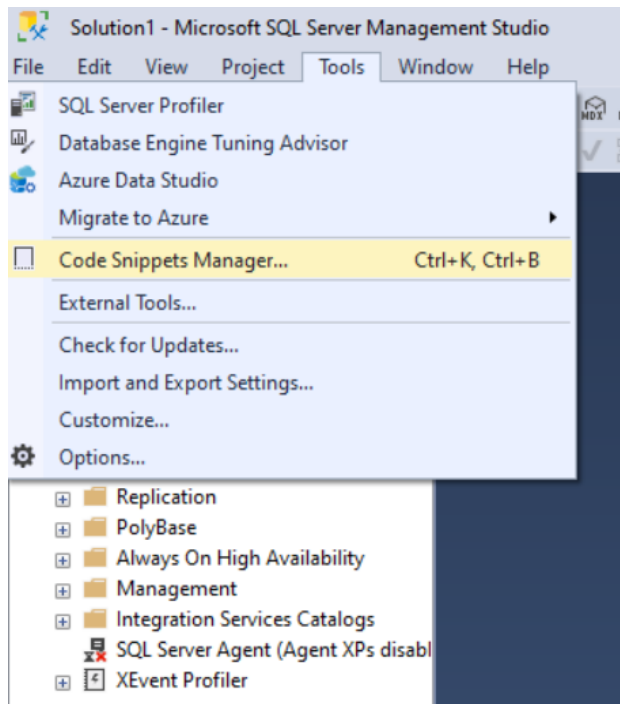 Solution1 - Microsoft SQL Server Management Studio
File Edit View Project Tools Window Help
SQL Server Profiler
MDX
Database Engine Tuning Advisor
Azure Data Studio
Migrate to Azure
Code Snippets Manager... Ctrl+K, Ctrl+B
External Tools...
Check for Updates...
Import and Export Settings...
Customize...
Options...
Replication
PolyBase
Always On High Availability
Management
Integration Services Catalogs
SQL Server Agent (Agent XPs disabl
XEvent Profiler